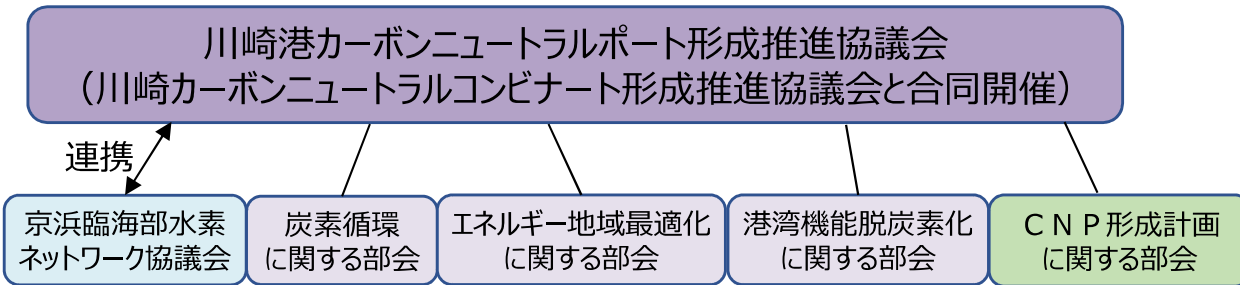 川崎港カーボンニュートラルポート形成推進協議会
（川崎カーボンニュートラルコンビナート形成推進協議会と合同開催）
連携
京浜臨海部水素
ネットワーク協議会
炭素循環
に関する部会
エネルギー地域最適化
に関する部会
港湾機能脱炭素化
に関する部会
ＣＮＰ形成計画
に関する部会